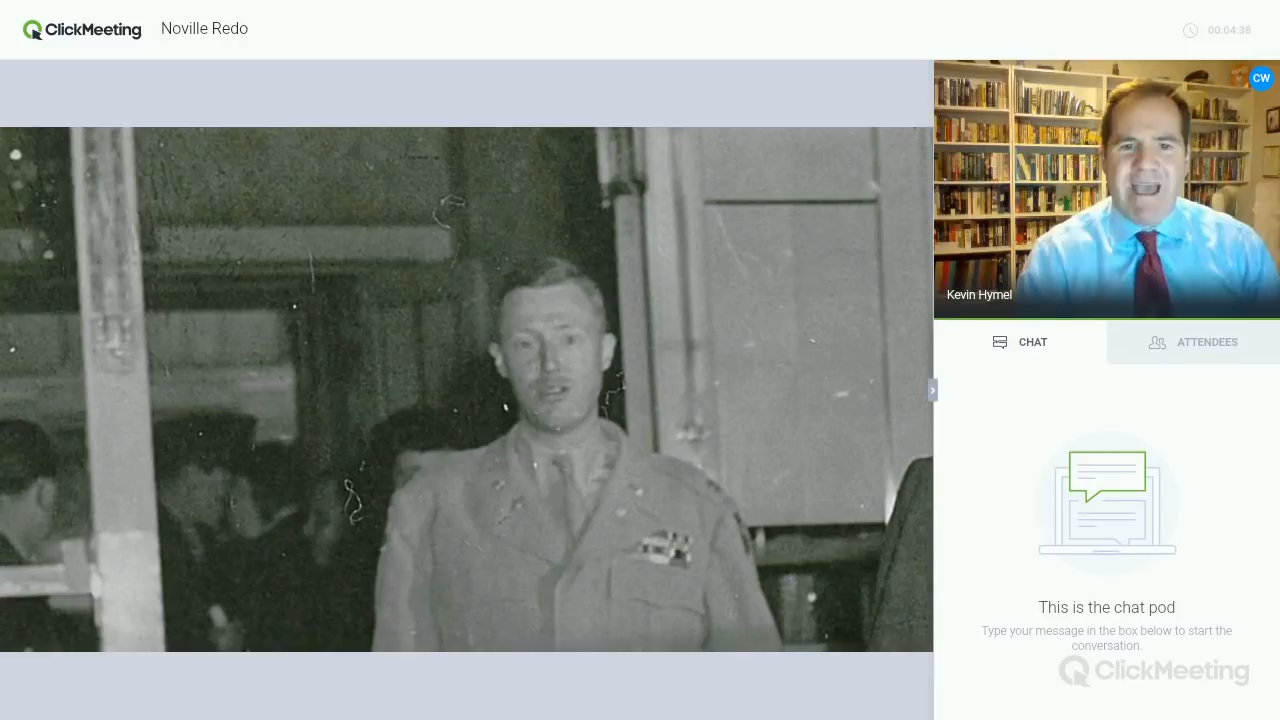 ClickMeeting
Noville Redo
00:04:38
CW
Kevin Hymel
CHAT
ATTENDEES
This is the chat pod
Type your message in the box below to start the
conversation.
ClickMeeting